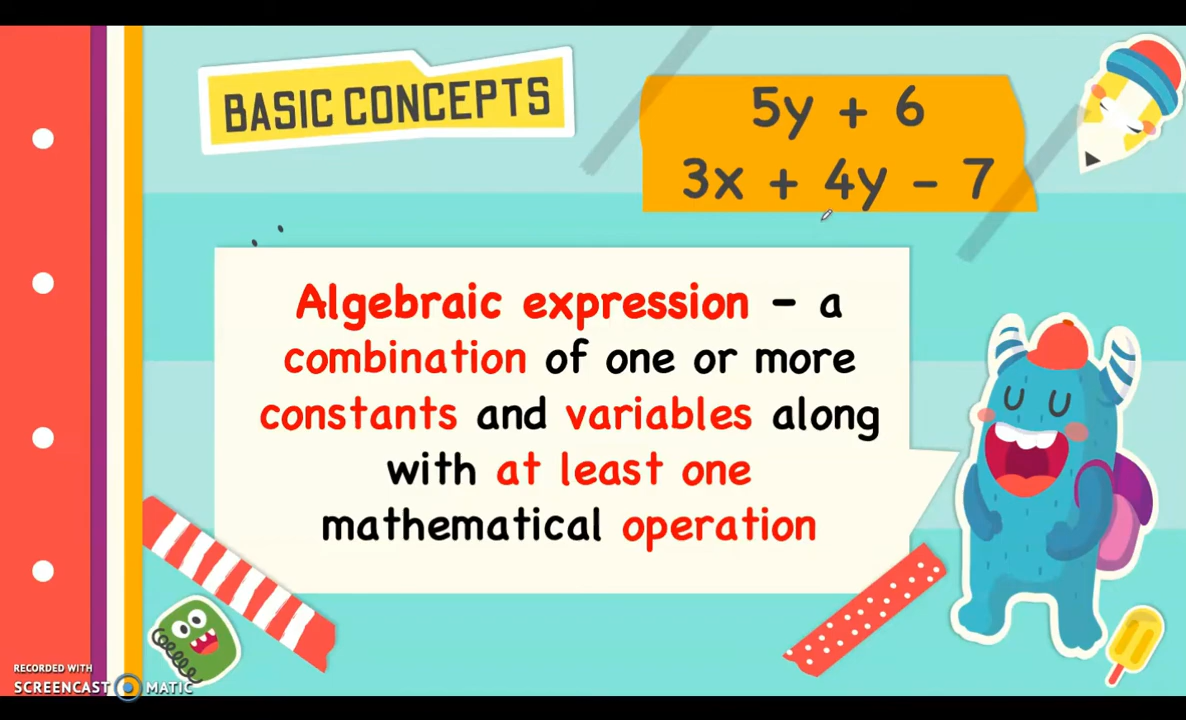 BASIC CONCEPTS
5y + 6
3x + 4y - 7
Algebraic expression – a
combination of one or more
constants and variables along
with at least one
mathematical operation
RECORDED WITH
SCREENCAST MATIC